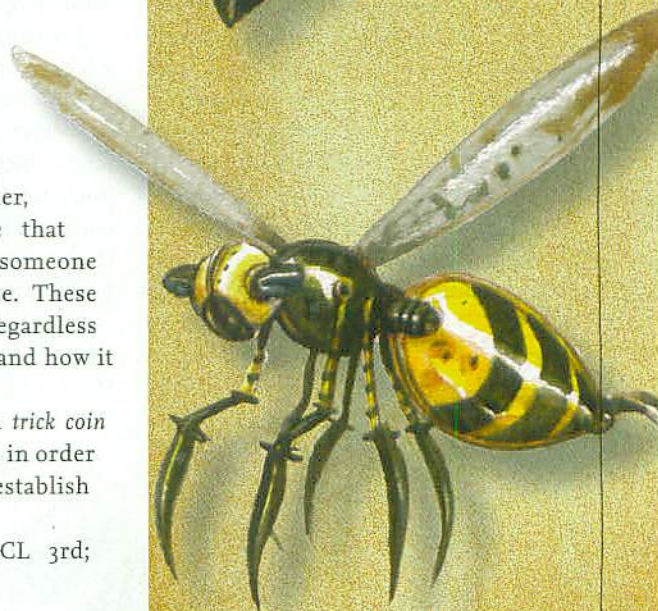 er,
that
someone
e. These
egardless
and how it
trick coin
in order
establish
CL 3rd;